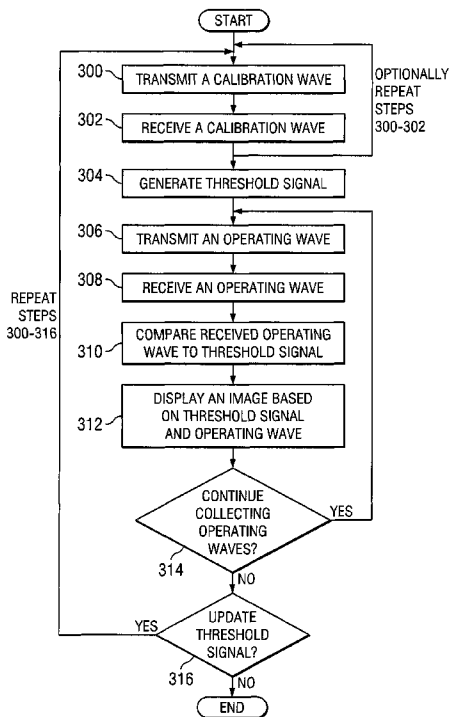 START
300
TRANSMIT A CALIBRATION WAVE
OPTIONALLY
REPEAT
STEPS
300-302
302
RECEIVE A CALIBRATION WAVE
304
GENERATE THRESHOLD SIGNAL
306
TRANSMIT AN OPERATING WAVE
308
RECEIVE AN OPERATING WAVE
REPEAT
STEPS
300-316
310
COMPARE RECEIVED OPERATING
WAVE TO THRESHOLD SIGNAL
312
DISPLAY AN IMAGE BASED
ON THRESHOLD SIGNAL
AND OPERATING WAVE
CONTINUE
COLLECTING
OPERATING
WAVES?
YES
314
NO
YES
UPDATE
THRESHOLD
SIGNAL?
316
NO
END